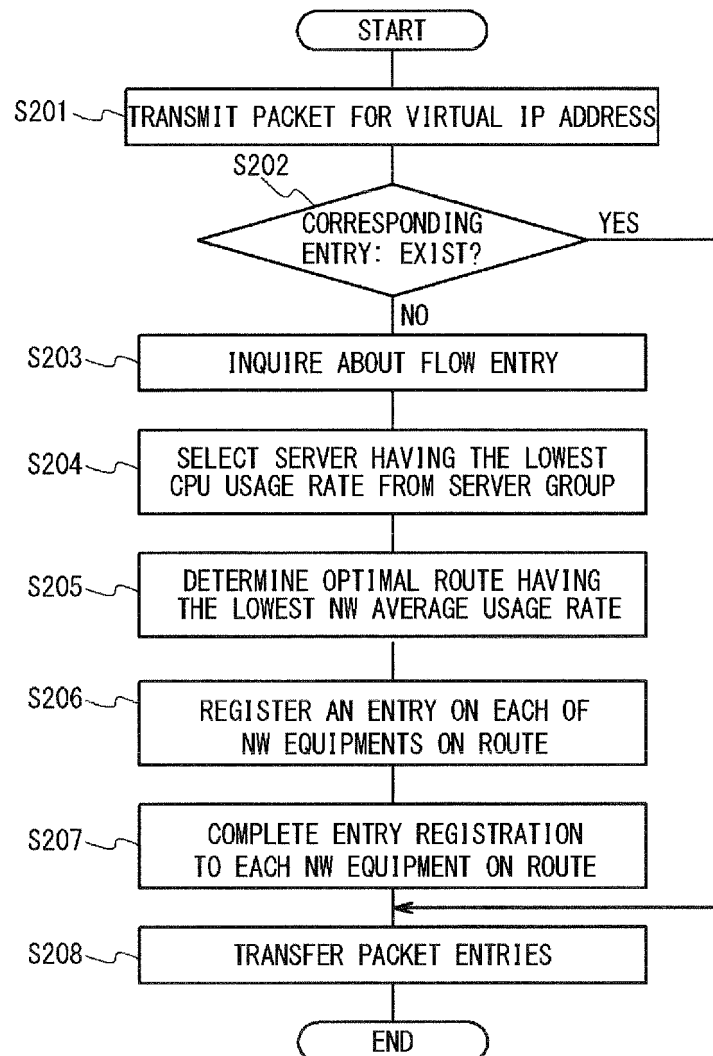 START
S201
TRANSMIT PACKET FOR VIRTUAL IP ADDRESS
S202
CORRESPONDING
ENTRY: EXIST?
YES
NO
S203
INQUIRE ABOUT FLOW ENTRY
S204
SELECT SERVER HAVING THE LOWEST
CPU USAGE RATE FROM SERVER GROUP
S205
DETERMINE OPTIMAL ROUTE HAVING
THE LOWEST NW AVERAGE USAGE RATE
S206
REGISTER AN ENTRY ON EACH OF
NW EQUIPMENTS ON ROUTE
S207
COMPLETE ENTRY REGISTRATION
TO EACH NW EQUIPMENT ON ROUTE
S208
TRANSFER PACKET ENTRIES
END